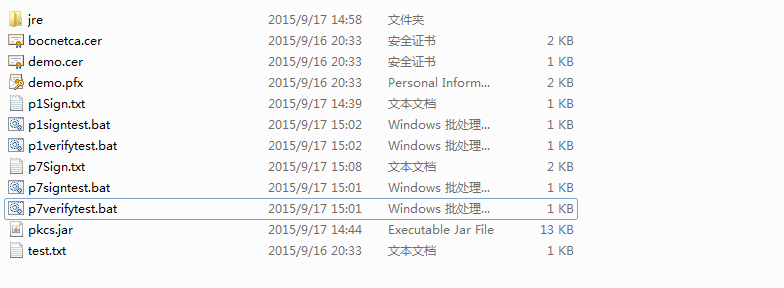 jre 2015/9/17 14:58 文件夹
bocnetca.cer 2015/9/16 20:33 安全证书 2 KB
demo.cer 2015/9/16 20:33 安全证书 1 KB
demo.pfx 2015/9/16 20:33 Personal Inform... 2 KB
p1Sign.txt 2015/9/17 14:39 文本文档 1 KB
p1signtest.bat 2015/9/17 15:02 Windows 批处理... 1 KB
p1verifytest.bat 2015/9/17 15:02 Windows 批处理... 1 KB
p7Sign.txt 2015/9/17 15:08 文本文档 2 KB
p7signtest.bat 2015/9/17 15:01 Windows 批处理... 1 KB
p7verifytest.bat 2015/9/17 15:01 Windows 批处理... 1 KB
pkcs.jar 2015/9/17 14:44 Executable Jar File 13 KB
test.txt 2015/9/16 20:33 文本文档 1 KB